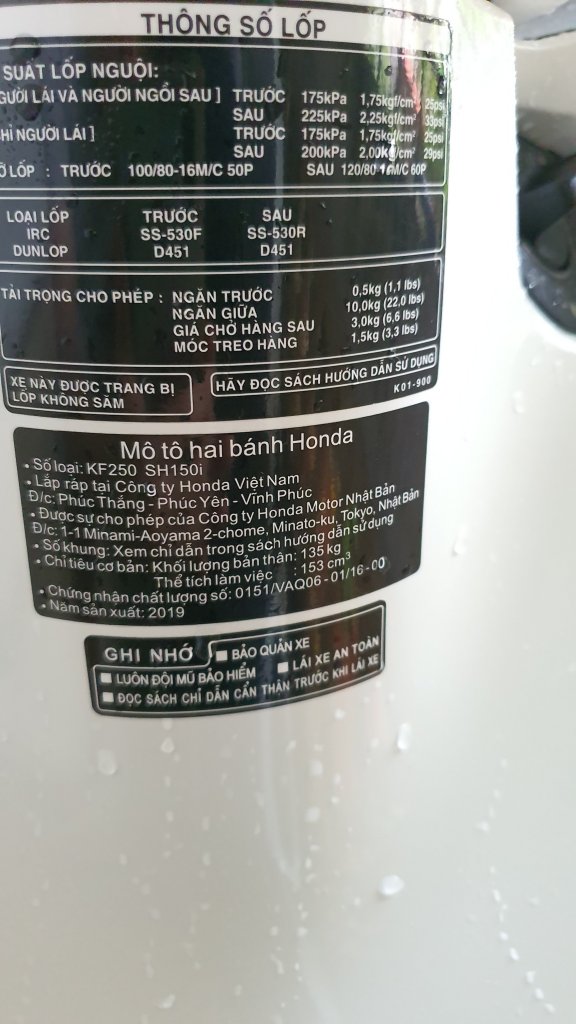 THÔNG SỐ LỐP
SUẤT LỐP NGUỘI:
GƯỜI LÁI VÀ NGƯỜI NGỒI SAU ] TRƯỚC 175kPa 1,75kgf/cm² 25psi
SAU 225kPa 2,25kgf/cm² 33psi
HỈ NGƯỜI LÁI ] TRƯỚC 175kPa 1,75kgf/cm² 25psi
SAU 200kPa 2,00kgf/cm² 29psi
LỐP : TRƯỚC 100/80-16M/C 50P SAU 120/80-16M/C 60P
LOẠI LỐP TRƯỚC SAU
IRC SS-530F SS-530R
DUNLOP D451 D451
TẢI TRỌNG CHO PHÉP : NGĂN TRƯỚC 0,5kg (1,1 lbs)
NGĂN GIỮA 10,0kg (22,0 lbs)
GIÁ CHỞ HÀNG SAU 3,0kg (6,6 lbs)
MÓC TREO HÀNG 1,5kg (3,3 lbs)
XE NÀY ĐƯỢC TRANG BỊ
LỐP KHÔNG SĂM
HÃY ĐỌC SÁCH HƯỚNG DẪN SỬ DỤNG
K01-900
Mô tô hai bánh Honda
• Số loại: KF250 SH150i
• Lắp ráp tại Công ty Honda Việt Nam
Đ/c: Phúc Thắng - Phúc Yên - Vĩnh Phúc
• Được sự cho phép của Công ty Honda Motor Nhật Bản
Đ/c: 1-1 Minami-Aoyama 2-chome, Minato-ku, Tokyo, Nhật Bản
• Số khung: Xem chỉ dẫn trong sách hướng dẫn sử dụng
• Chỉ tiêu cơ bản: Khối lượng bản thân: 135 kg
Thể tích làm việc : 153 cm³
• Chứng nhận chất lượng số: 0151/VAQ06 - 01/16 - 00
• Năm sản xuất: 2019
GHI NHỚ
■ BẢO QUẢN XE
■ LUÔN ĐỘI MŨ BẢO HIỂM ■ LÁI XE AN TOÀN
■ ĐỌC SÁCH CHỈ DẪN CẨN THẬN TRƯỚC KHI LÁI XE